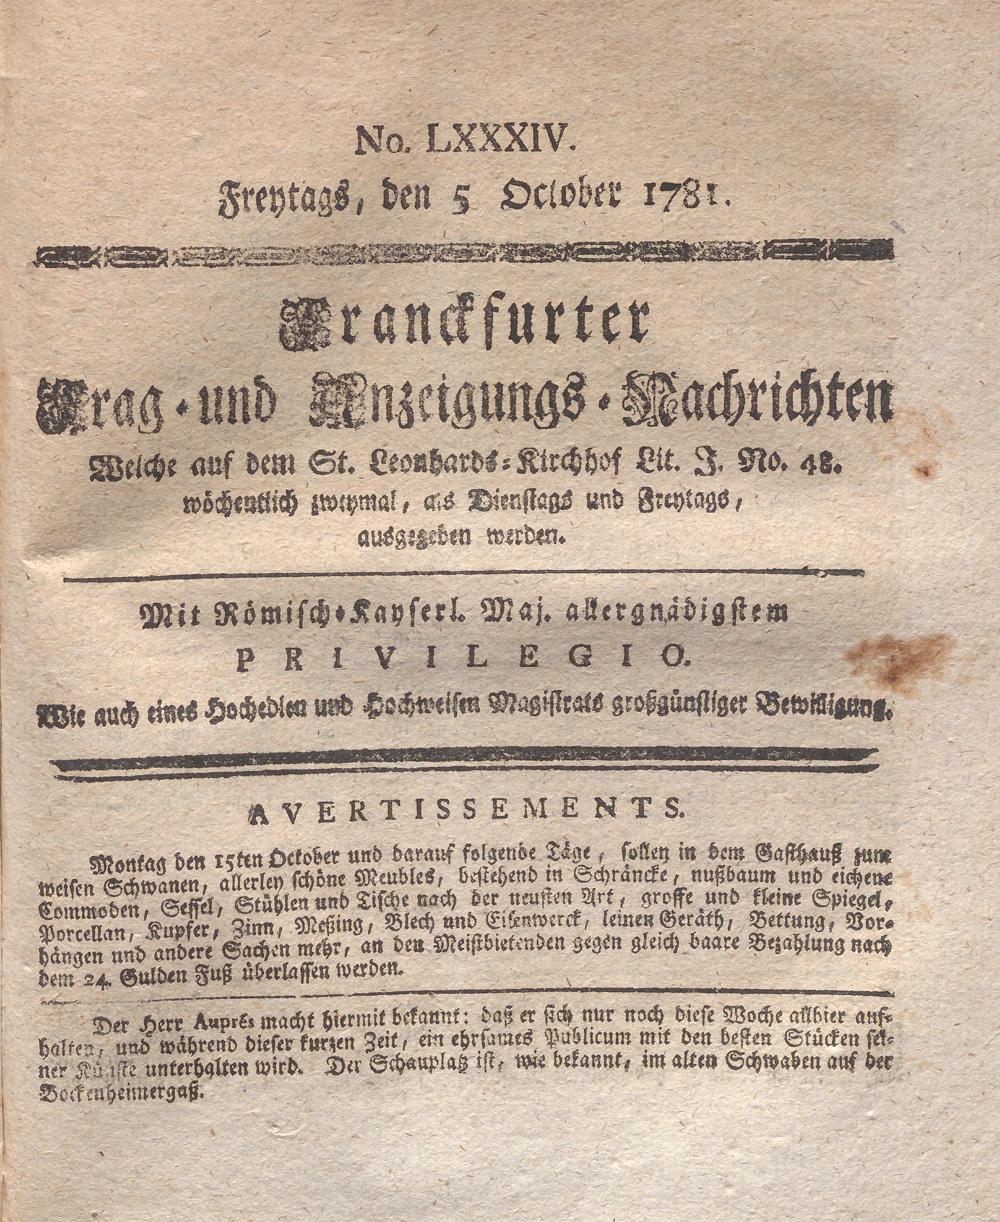 No. LXXXIV.
Freytags, den 5 October 1781.
Franckfurter
Frag-und Anzeigungs-Nachrichten
Welche auf dem St. Leonhards-Kirchhof Lit. J. No. 48.
wöchentlich zweymal, als Dienstags und Freytags,
ausgegeben werden.
Mit Römisch-Kayserl. Maj. allergnädigstem
PRIVILEGIO.
Wie auch eines Hochedlen und Hochweisen Magistrats großgünstiger Bewilligung.
AVERTISSEMENTS.
Montag den 15ten October und darauf folgende Täge, sollen in dem Gasthauß zum
weisen Schwanen, allerley schöne Meubles, bestehend in Schräncke, nußbaum und eichene
Commoden, Sessel, Stühlen und Tische nach der neusten Art, grosse und kleine Spiegel,
Porcellan, Kupfer, Zinn, Meßing, Blech und Eisenwerck, leinen Geräth, Bettung, Vor-
hängen und andere Sachen mehr, an den Meistbietenden gegen gleich baare Bezahlung nach
dem 24. Gulden Fuß überlassen werden.
Der Herr Auprés macht hiermit bekannt: daß er sich nur noch diese Woche allhier auf-
halten, und während dieser kurzen Zeit, ein ehrsames Publicum mit den besten Stücken sei-
ner Künste unterhalten wird. Der Schauplatz ist, wie bekannt, im alten Schwaben auf der
Bockenheimergaß.